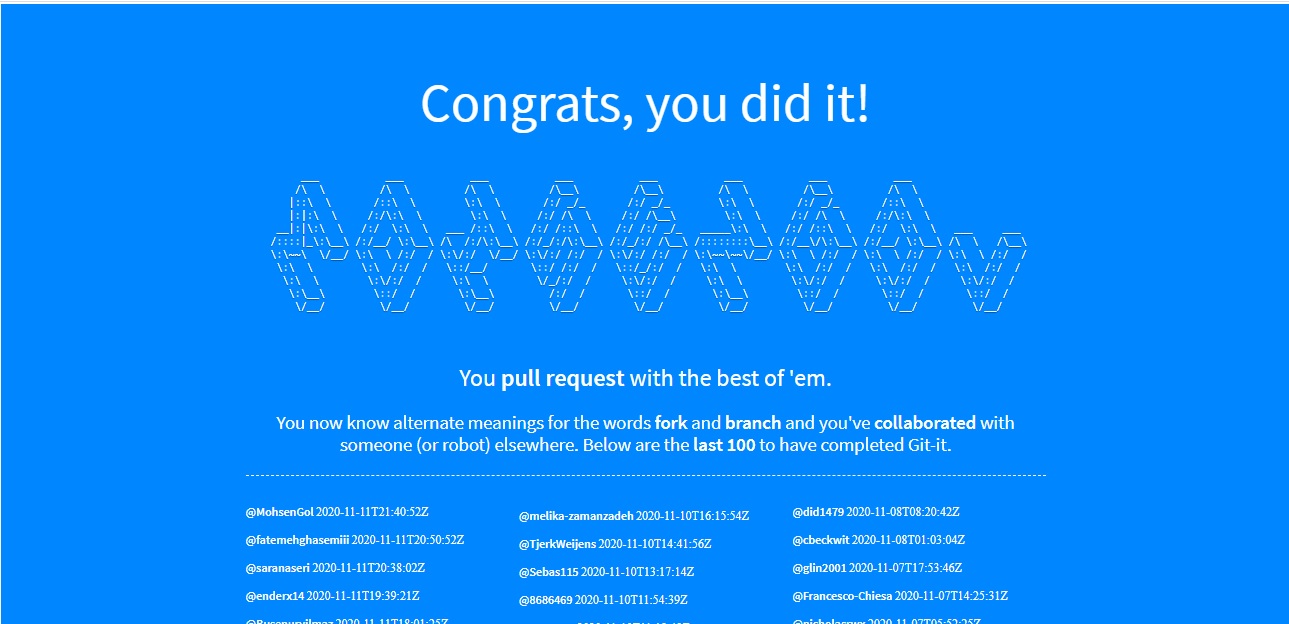 Congrats, you did it!
You pull request with the best of 'em.
You now know alternate meanings for the words fork and branch and you've collaborated with
someone (or robot) elsewhere. Below are the last 100 to have completed Git-it.
@MohsenGol 2020-11-11T21:40:52Z
@fatemehghasemiii 2020-11-11T20:50:52Z
@saranaseri 2020-11-11T20:38:02Z
@enderx14 2020-11-11T19:39:21Z
@melika-zamanzadeh 2020-11-10T16:15:54Z
@TjerkWeijens 2020-11-10T14:41:56Z
@Sebas115 2020-11-10T13:17:14Z
@8686469 2020-11-10T11:54:39Z
@did1479 2020-11-08T08:20:42Z
@cbeckwit 2020-11-08T01:03:04Z
@glin2001 2020-11-07T17:53:46Z
@Francesco-Chiesa 2020-11-07T14:25:31Z